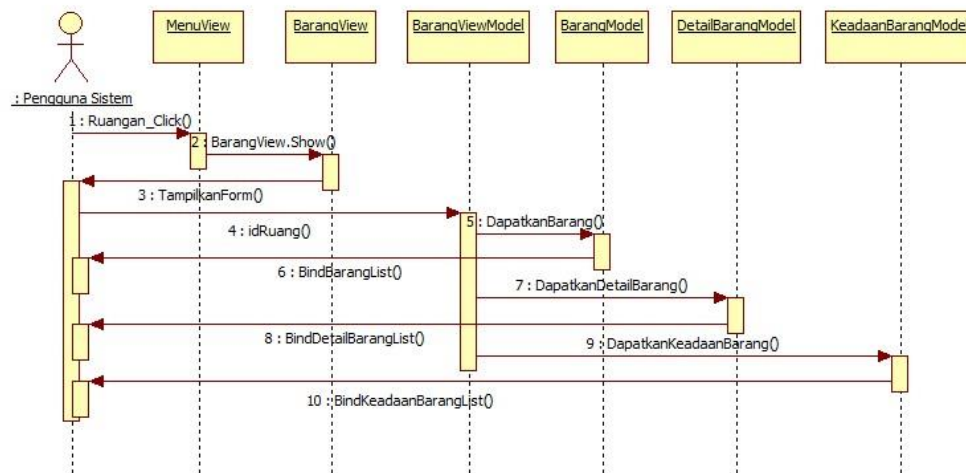 MenuView
BarangView
BarangViewModel
BarangModel
DetailBarangModel
KeadaanBarangModel
: Pengguna Sistem
1 : Ruangan_Click()
2 : BarangView.Show()
3 : TampilkanForm()
4 : idRuang()
5 : DapatkanBarang()
6 : BindBarangList()
7 : DapatkanDetailBarang()
8 : BindDetailBarangList()
9 : DapatkanKeadaanBarang()
10 : BindKeadaanBarangList()